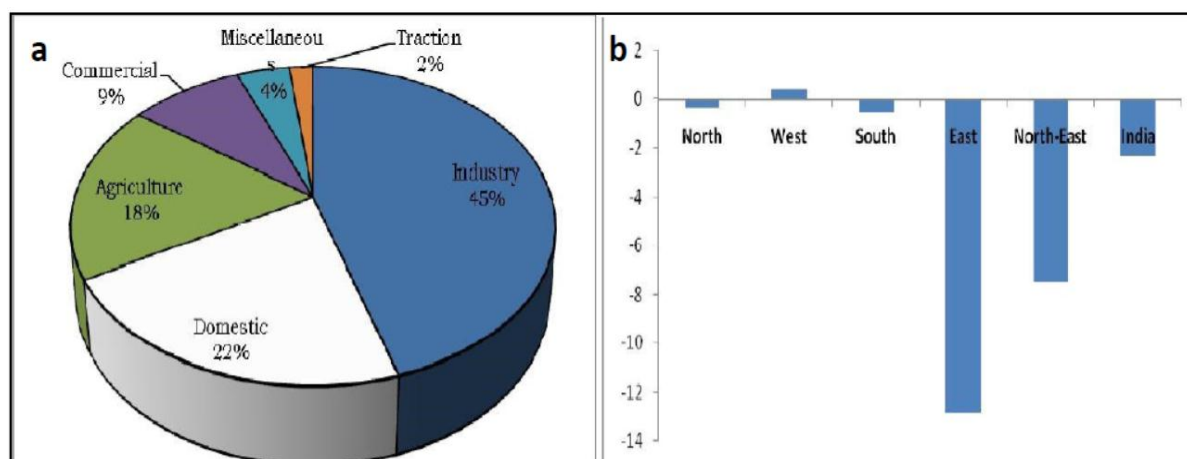 a
Miscellaneou
s
4%
Traction
2%
Commercial
9%
Agriculture
18%
Industry
45%
Domestic
22%
b
2
0
-2
-4
-6
-8
-10
-12
-14
North
West
South
East
North-East
India